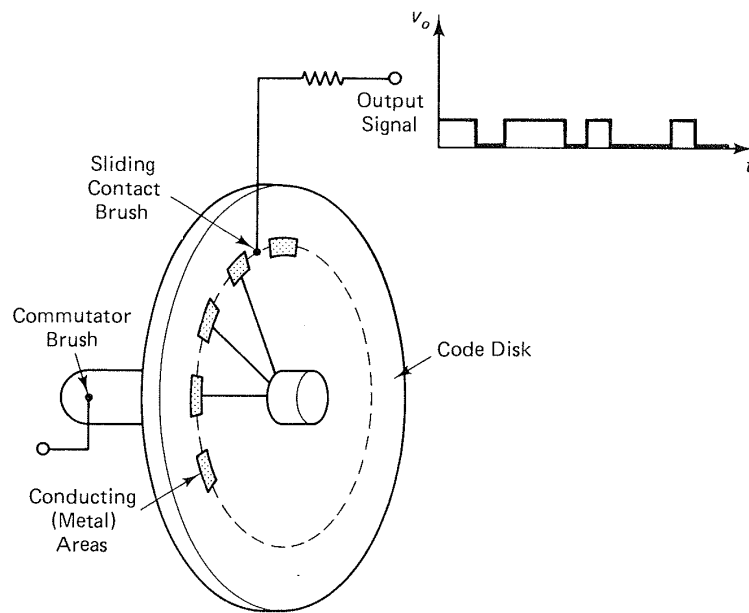 V_o
t
Output
Signal
Sliding
Contact
Brush
Commutator
Brush
Code Disk
Conducting
(Metal)
Areas